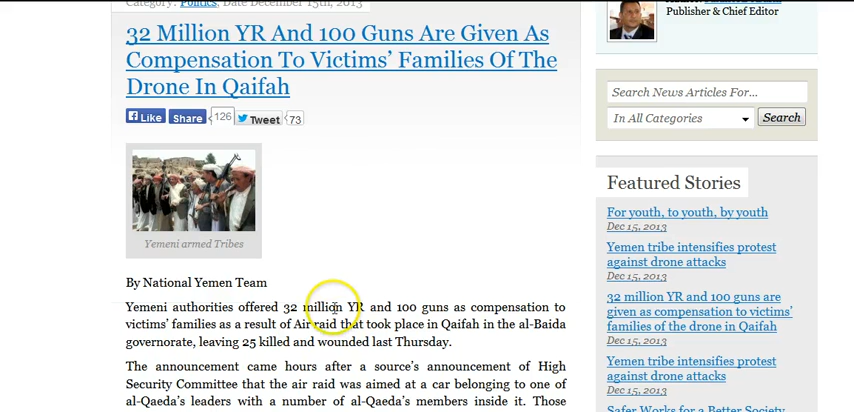 Category: Politics, Date December 15th, 2013
32 Million YR And 100 Guns Are Given As
Compensation To Victims' Families Of The
Drone In Qaifah
Like Share 126 Tweet 73
Yemeni armed Tribes
By National Yemen Team
Yemeni authorities offered 32 million YR and 100 guns as compensation to
victims' families as a result of Air raid that took place in Qaifah in the al-Baida
governorate, leaving 25 killed and wounded last Thursday.
The announcement came hours after a source's announcement of High
Security Committee that the air raid was aimed at a car belonging to one of
al-Qaeda's leaders with a number of al-Qaeda's members inside it. Those
Publisher & Chief Editor
Search News Articles For...
In All Categories Search
Featured Stories
For youth, to youth, by youth
Dec 15, 2013
Yemen tribe intensifies protest
against drone attacks
Dec 15, 2013
32 million YR and 100 guns are
given as compensation to victims'
families of the drone in Qaifah
Dec 15, 2013
Yemen tribe intensifies protest
against drone attacks
Dec 15, 2013
Safer Works for a Better Society